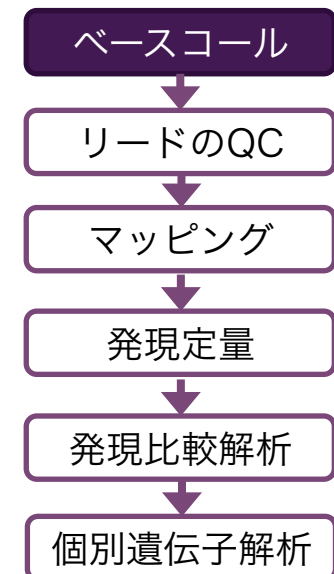 ベースコール
リードのQC
マッピング
発現定量
発現比較解析
個別遺伝子解析